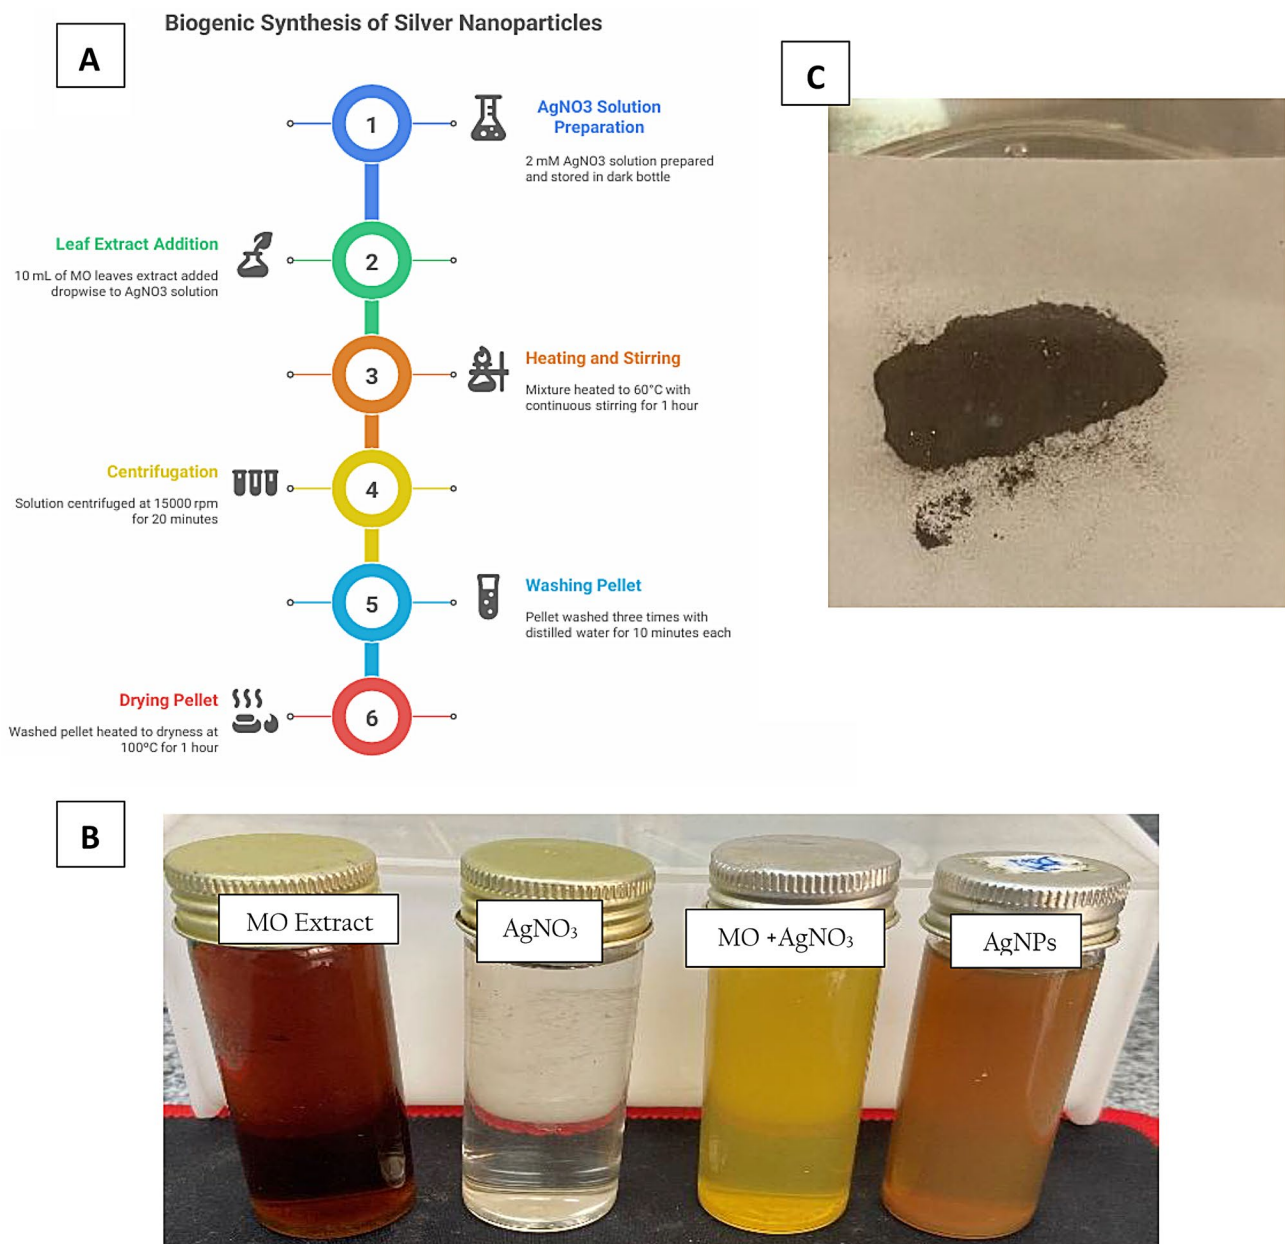 Biogenic Synthesis of Silver Nanoparticles
A
1
AgNO3 Solution
Preparation
2 mM AgNO3 solution prepared
and stored in dark bottle
Leaf Extract Addition
10 mL of MO leaves extract added
dropwise to AgNO3 solution
2
3
Heating and Stirring
Mixture heated to 60°C with
continuous stirring for 1 hour
Centrifugation
Solution centrifuged at 15000 rpm
for 20 minutes
4
5
Washing Pellet
Pellet washed three times with
distilled water for 10 minutes each
Drying Pellet
Washed pellet heated to dryness at
100ºC for 1 hour
6
C
B
MO Extract
AgNO₃
MO +AgNO₃
AgNPs